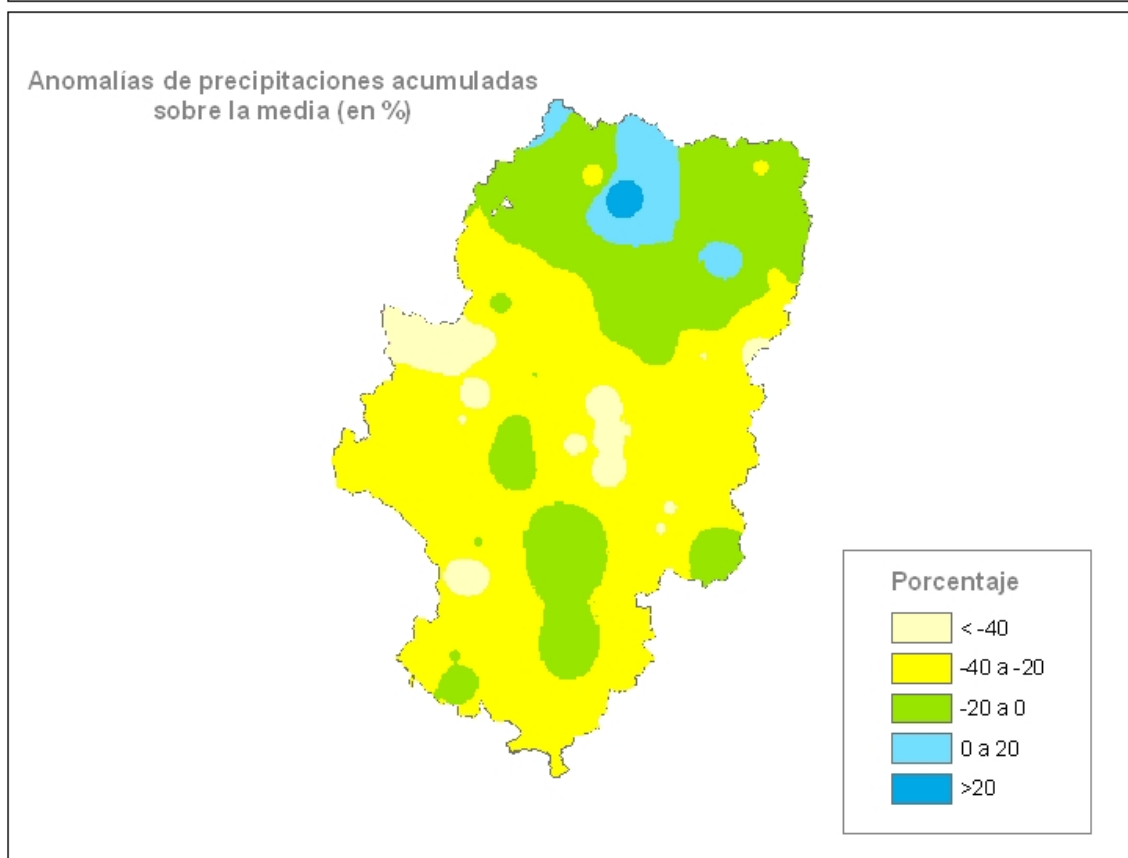 Anomalías de precipitaciones acumuladas
sobre la media (en %)
Porcentaje
< -40
-40 a -20
-20 a 0
0 a 20
>20